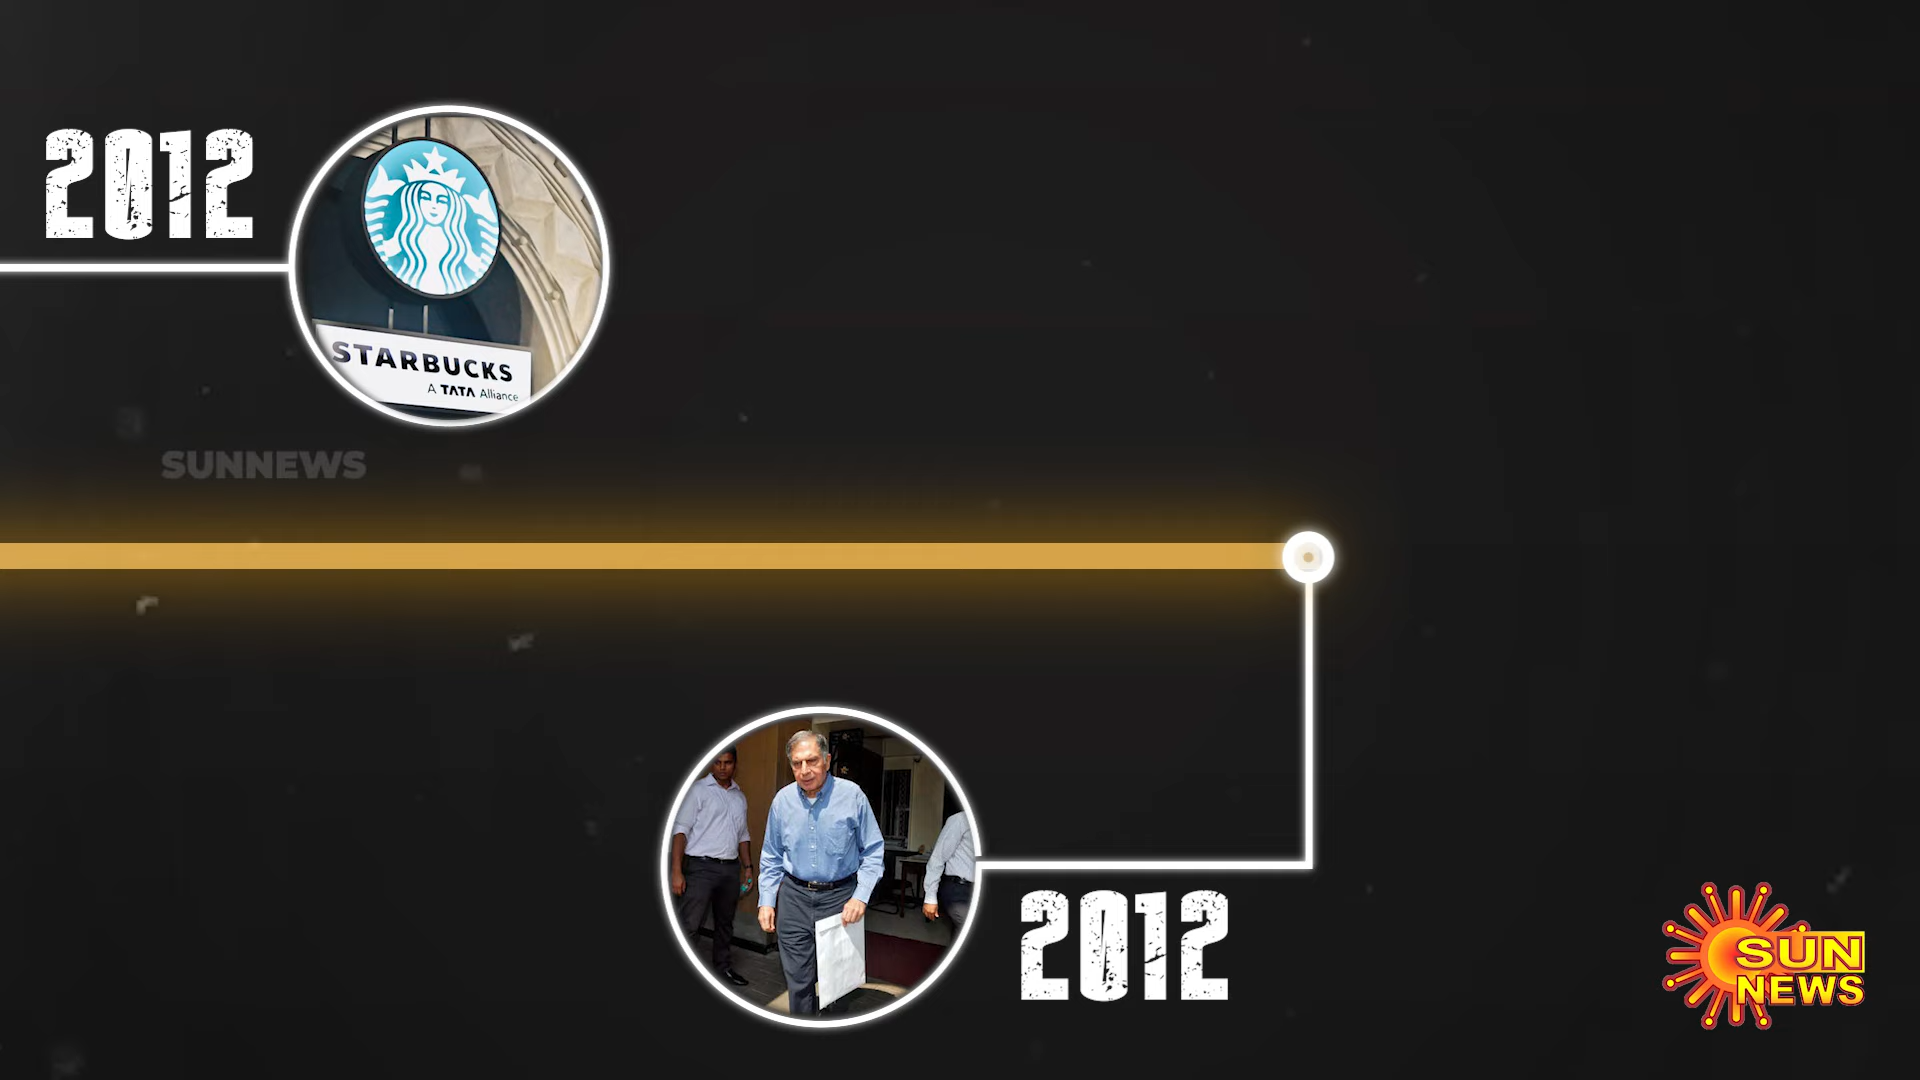 2012
STARBUCKS
A TATA Alliance
SUNNEWS
2012
SUN
NEWS